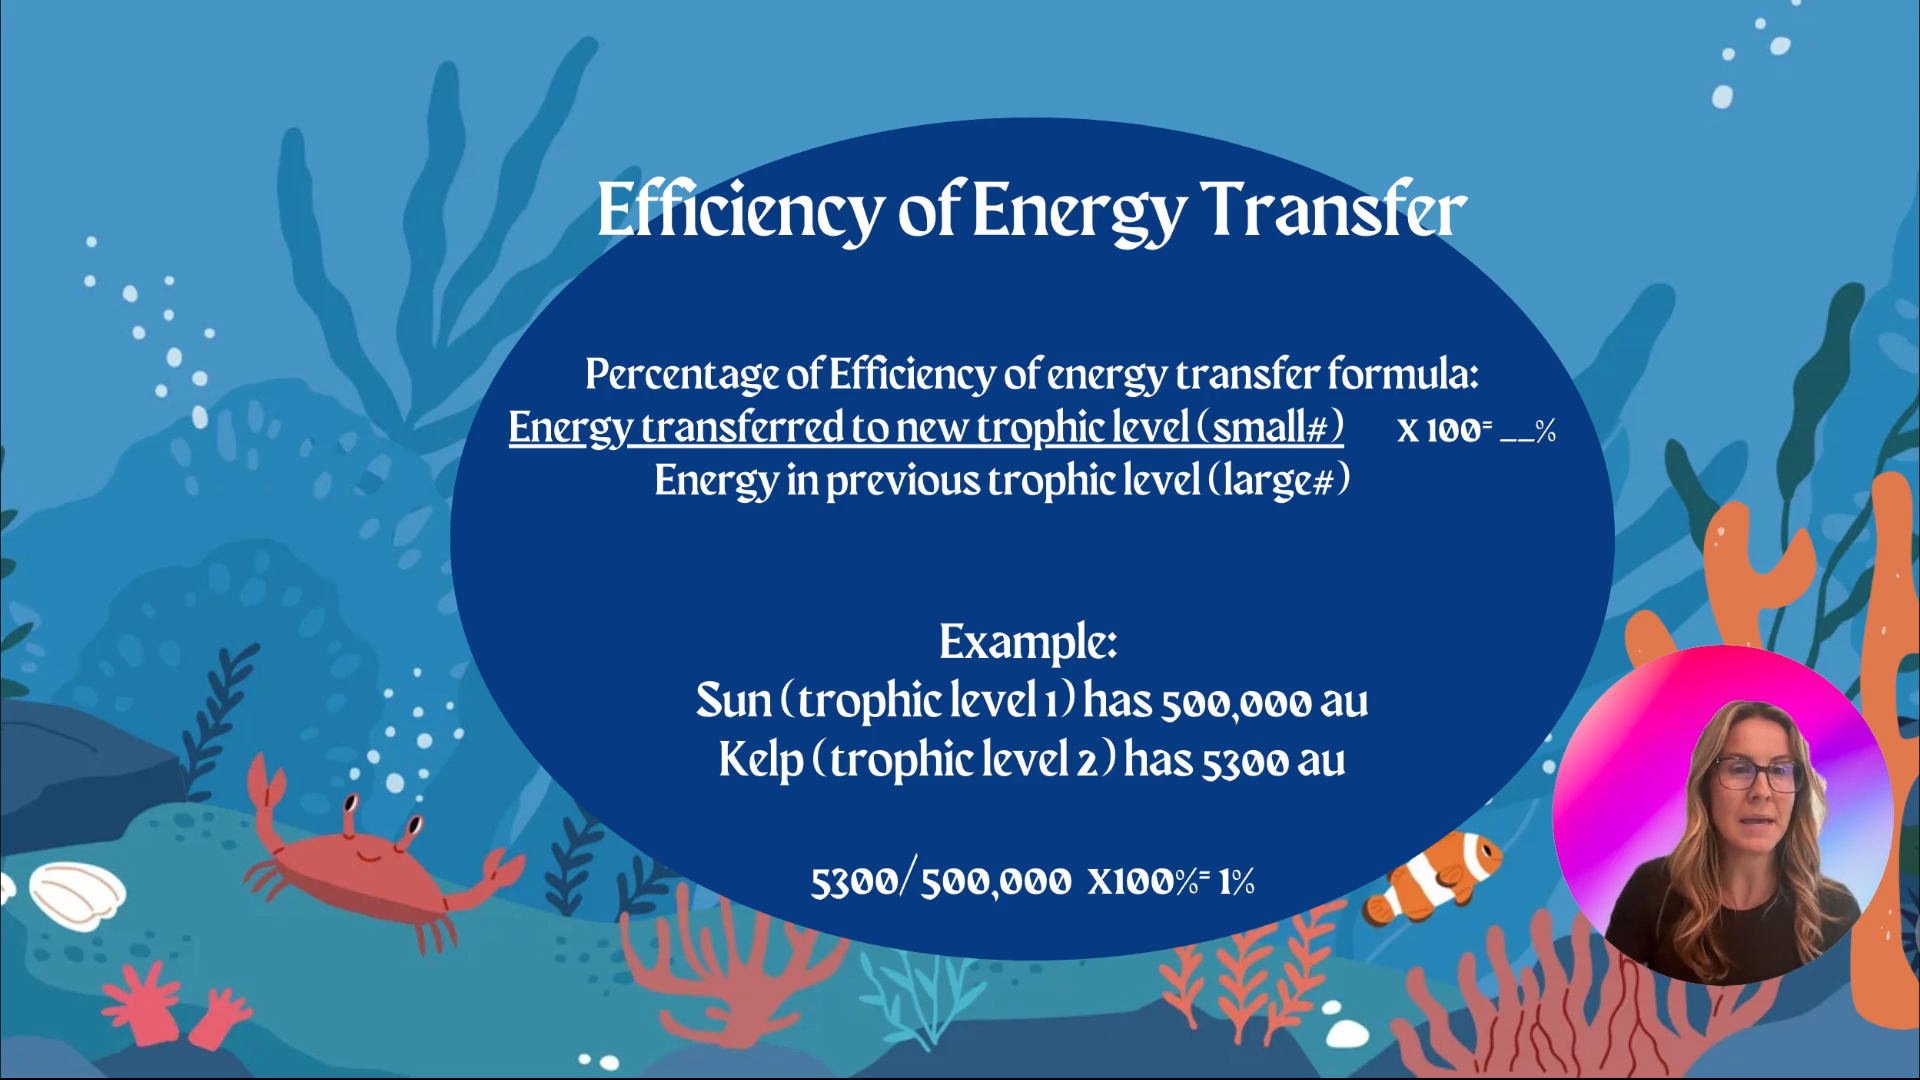 Efficiency of Energy Transfer
Percentage of Efficiency of energy transfer formula:
Energy transferred to new trophic level (small#) X 100= __%
Energy in previous trophic level (large#)
Example:
Sun (trophic level 1) has 500,000 au
Kelp (trophic level 2) has 5300 au
5300/500,000 X100%= 1%